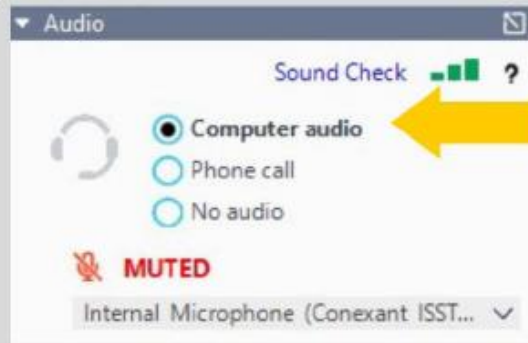 Audio
Sound Check ?
Computer audio
Phone call
No audio
MUTED
Internal Microphone (Conexant ISST...